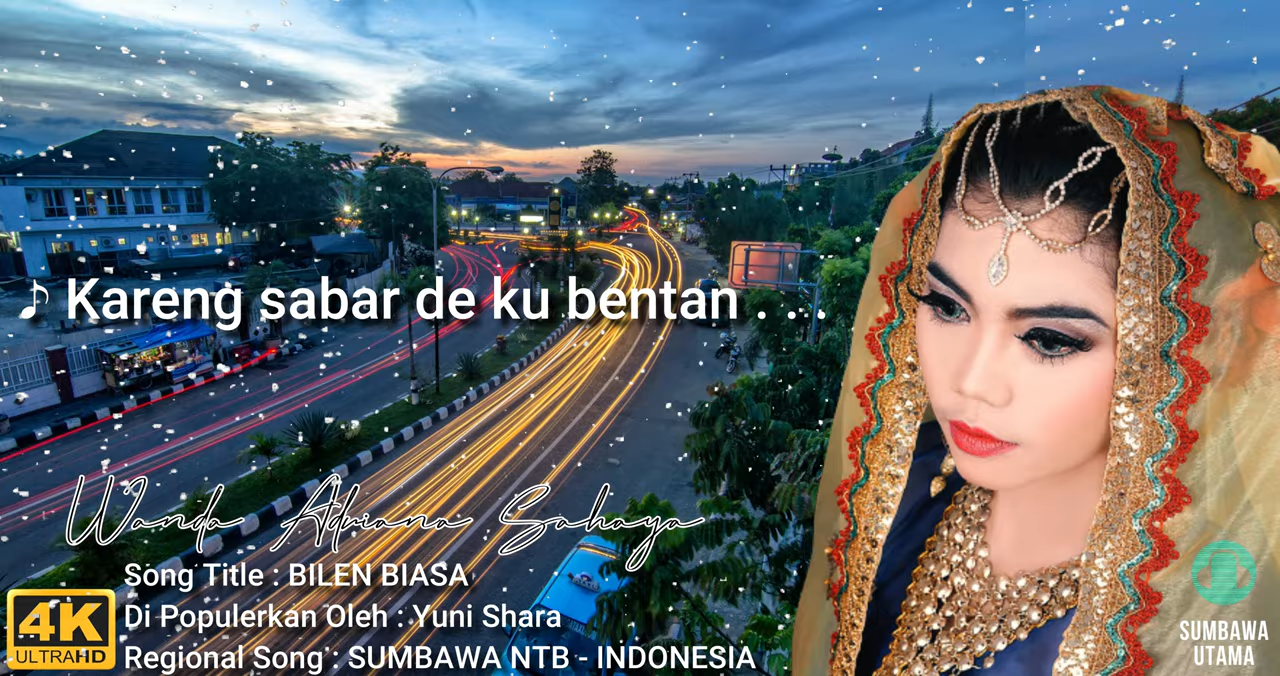 ♪ Kareng sabar de ku bentan . . .
Wanda Adriana Sahaya
Song Title : BILEN BIASA
Di Populerkan Oleh : Yuni Shara
Regional Song : SUMBAWA NTB - INDONESIA
4K
ULTRAHD
SUMBAWA
UTAMA